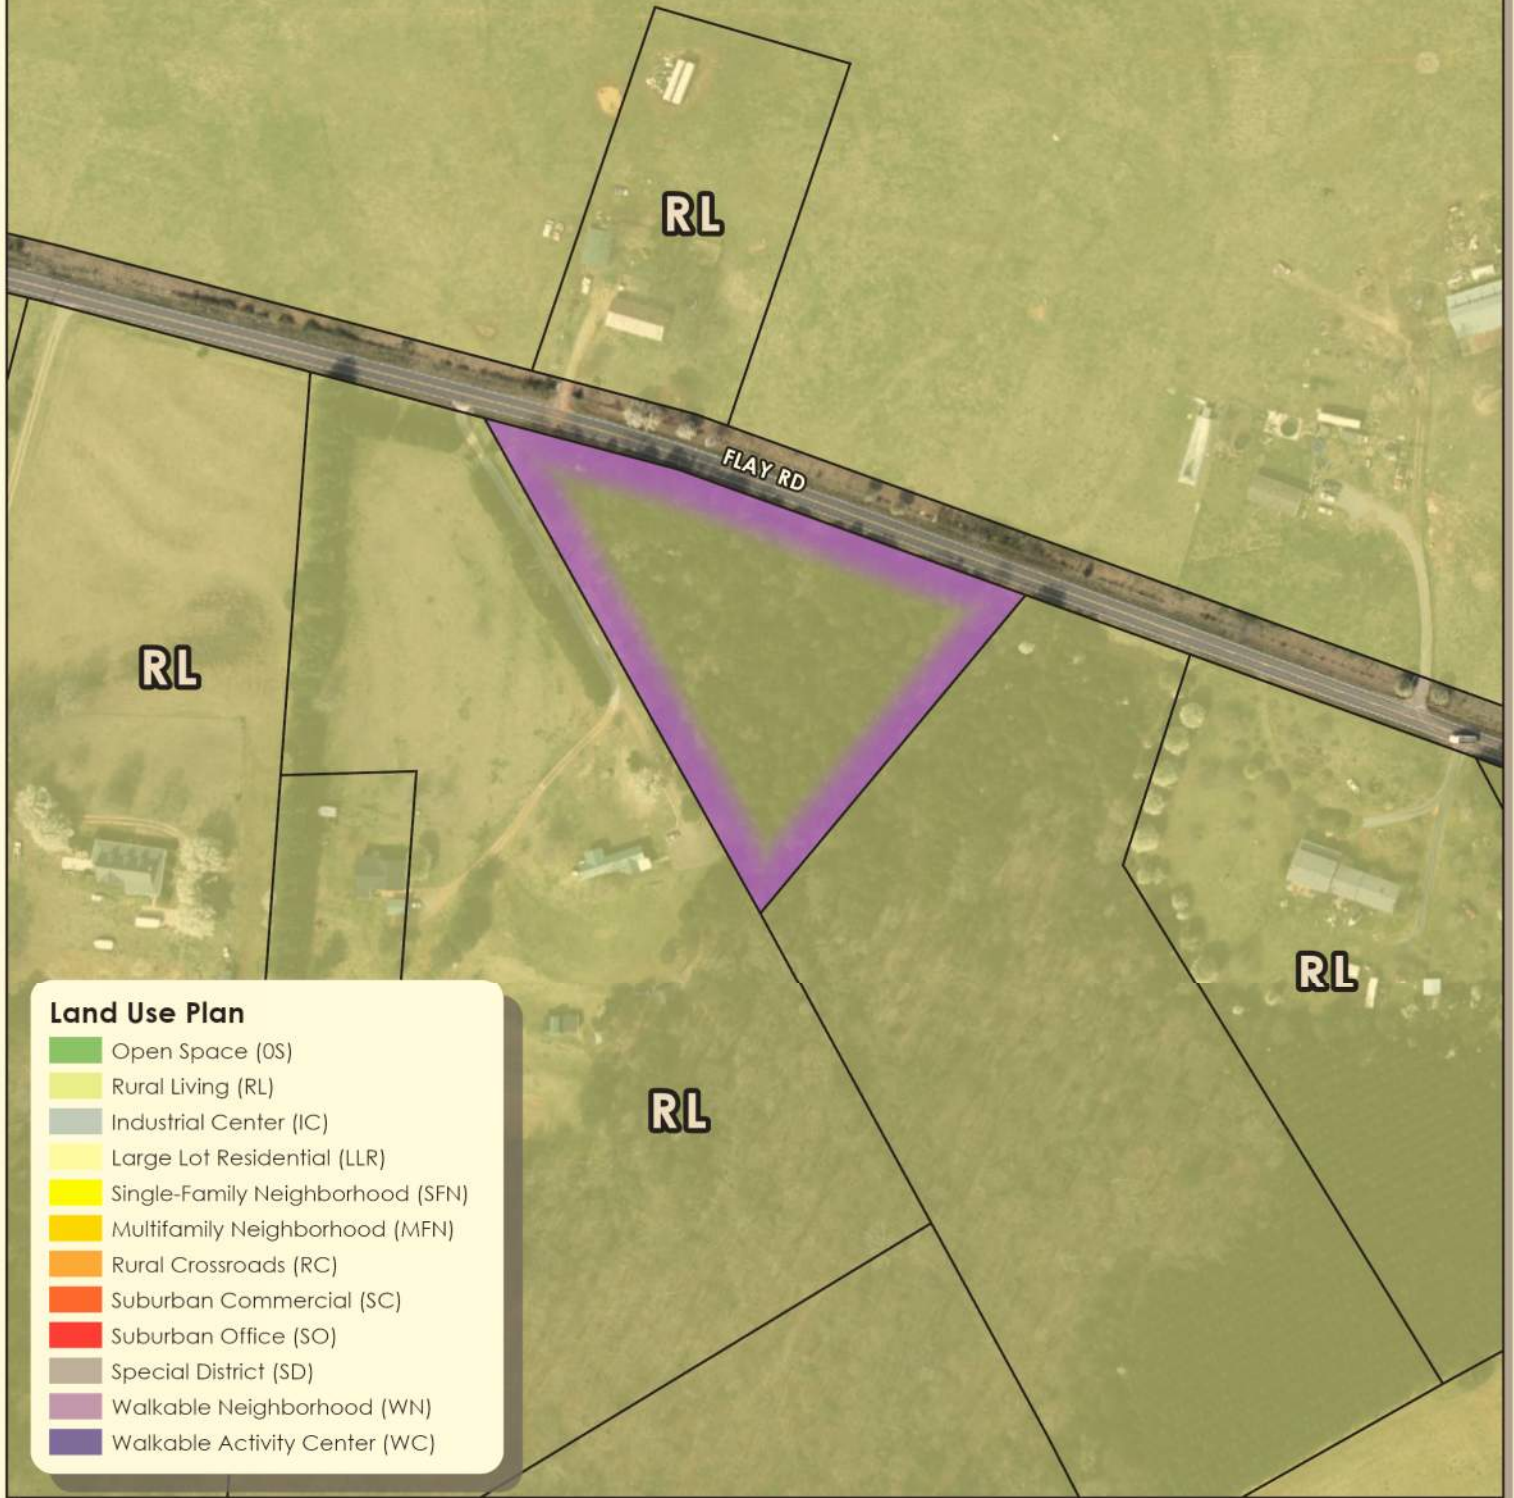 RL
FLAY RD
RL
RL
RL
Land Use Plan
Open Space (0S)
Rural Living (RL)
Industrial Center (IC)
Large Lot Residential (LLR)
Single-Family Neighborhood (SFN)
Multifamily Neighborhood (MFN)
Rural Crossroads (RC)
Suburban Commercial (SC)
Suburban Office (SO)
Special District (SD)
Walkable Neighborhood (WN)
Walkable Activity Center (WC)